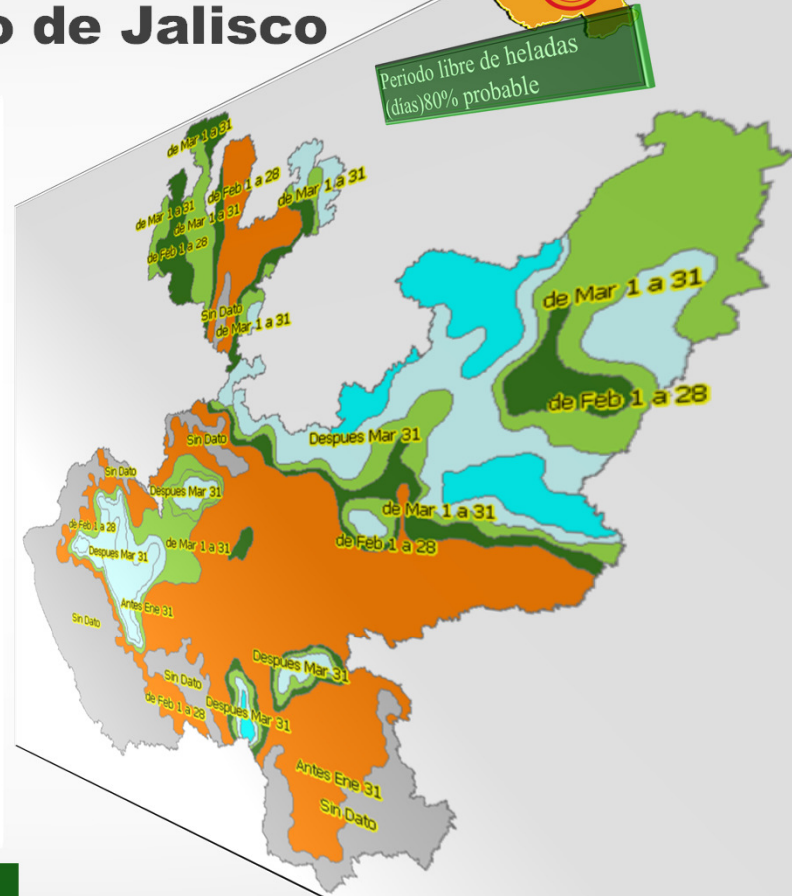 o de Jalisco
Periodo libre de heladas
(días)80% probable
de Mar 1 a 31
de Feb 1 a 28
de Mar 1 a 31
de Mar 1 a 31
de Mar 1 a 31
de Feb 1 a 28
Sin Dato
de Mar 1 a 31
de Mar 1 a 31
de Feb 1 a 28
Despues Mar 31
Sin Dato
Sin Dato
Despues Mar 31
de Mar 1 a 31
de Feb 1 a 28
de Feb 1 a 28
de Mar 1 a 31
Despues Mar 31
Antes Ene 31
Sin Dato
Despues Mar 31
Sin Dato
de Feb 1 a 28
Despues Mar 31
Antes Ene 31
Sin Dato